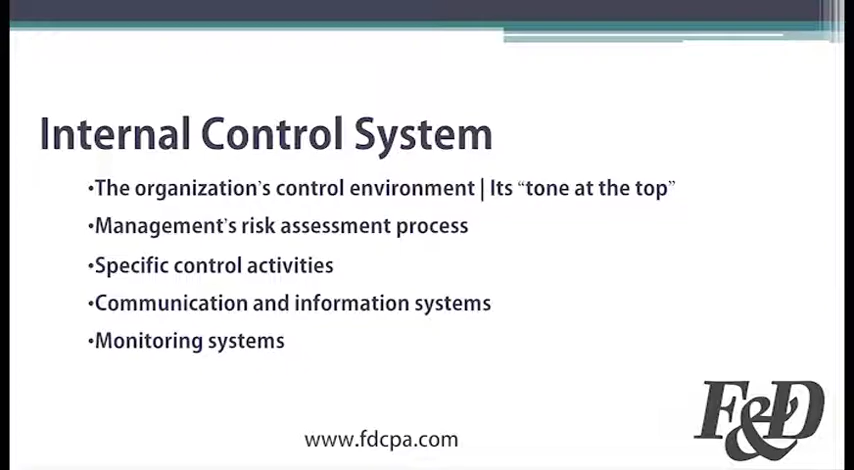 Internal Control System
•The organization's control environment | Its “tone at the top”
•Management's risk assessment process
•Specific control activities
•Communication and information systems
•Monitoring systems
F&D
www.fdcpa.com